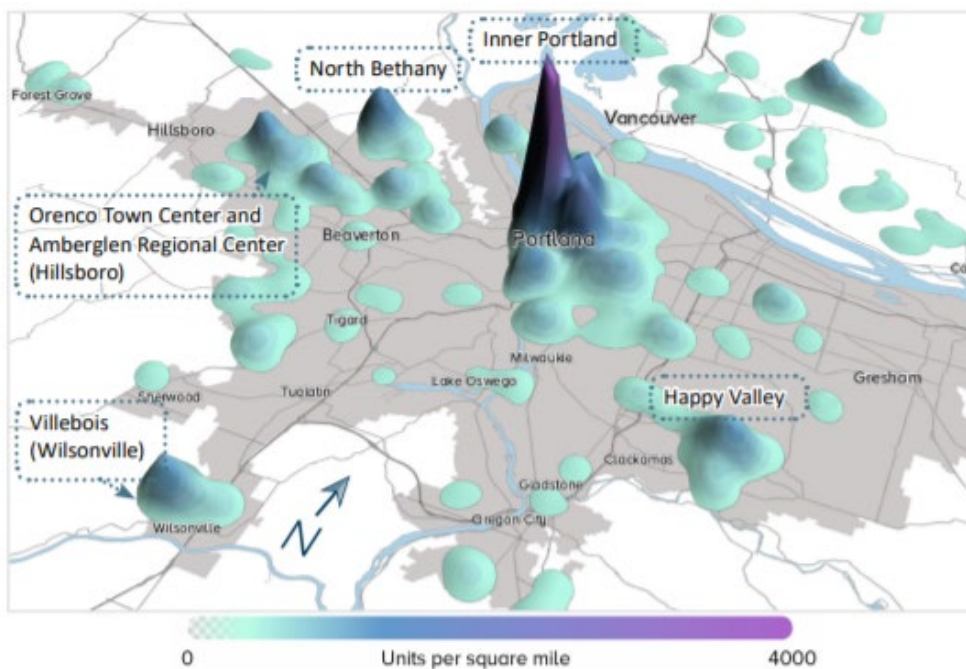 Inner Portland
North Bethany
Forest Grove
Vancouver
Hillsboro
Orenco Town Center and
Amberglen Regional Center
(Hillsboro)
Beaverton
Portland
Tigard
Milwaukie
Lake Oswego
Tualatin
Sherwood
Gresham
Happy Valley
Villebois
(Wilsonville)
Clackamas
Gladstone
Oregon City
Wilsonville
N
0
Units per square mile
4000